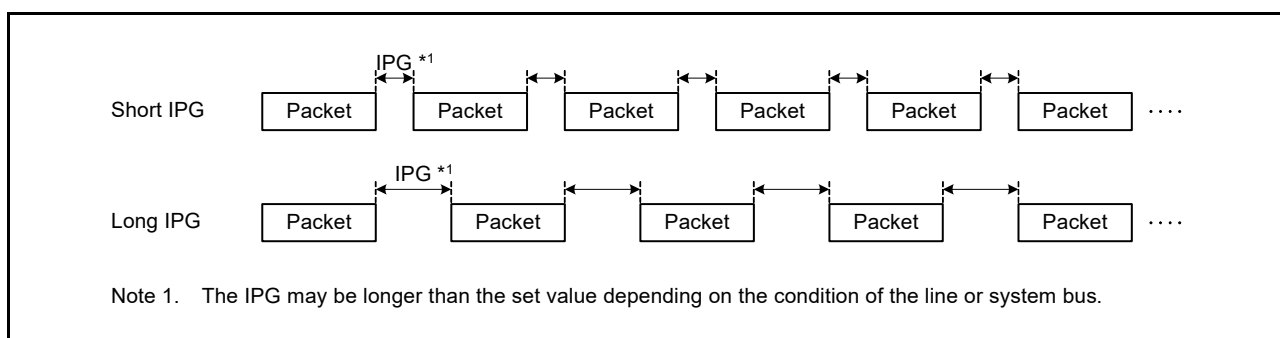 IPG *1
Short IPG Packet Packet Packet Packet Packet Packet ····
IPG *1
Long IPG Packet Packet Packet Packet Packet ····
Note 1. The IPG may be longer than the set value depending on the condition of the line or system bus.